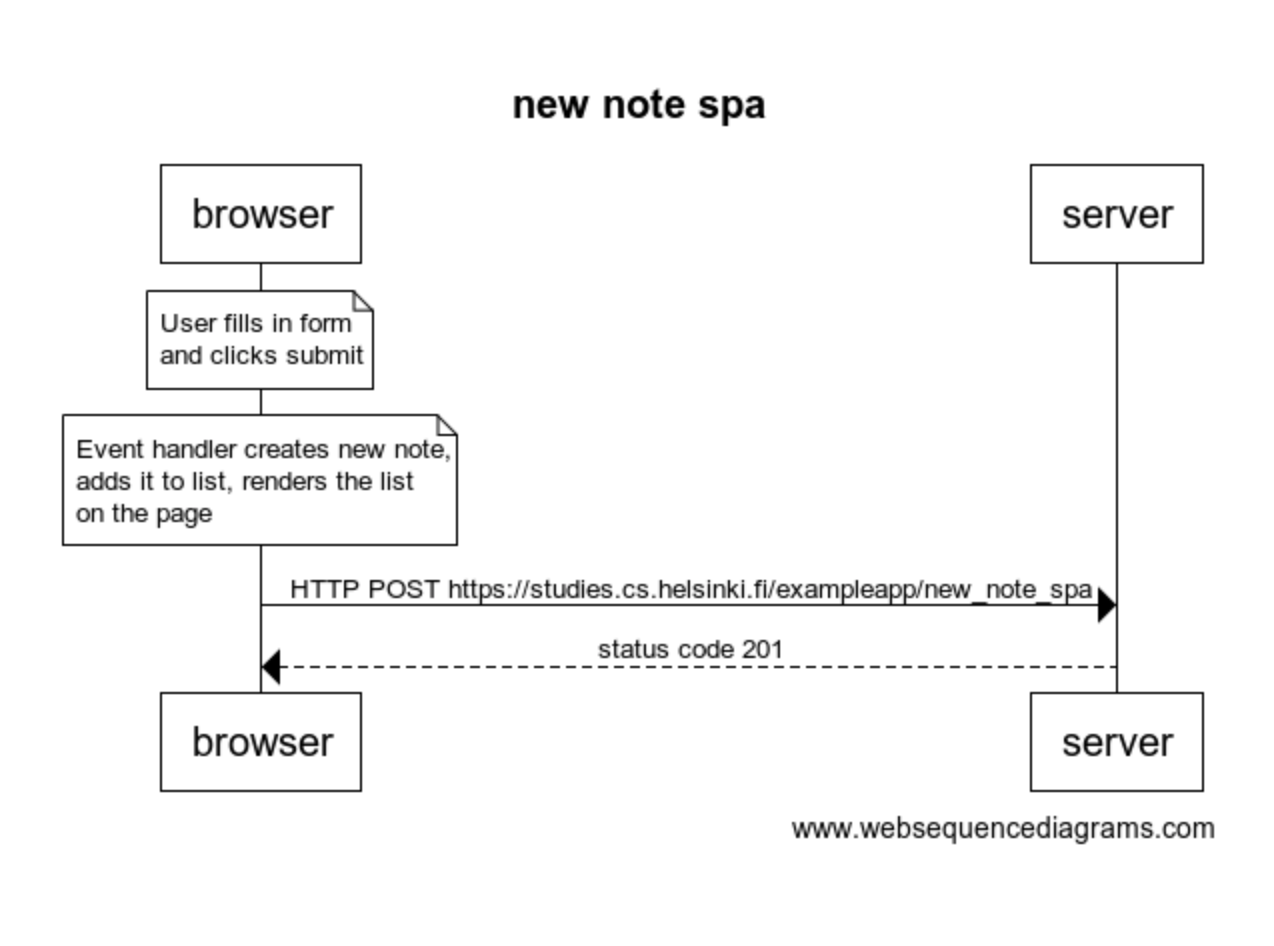 new note spa
browser
server
User fills in form
and clicks submit
Event handler creates new note,
adds it to list, renders the list
on the page
HTTP POST https://studies.cs.helsinki.fi/exampleapp/new_note_spa
status code 201
browser
server
www.websequencediagrams.com